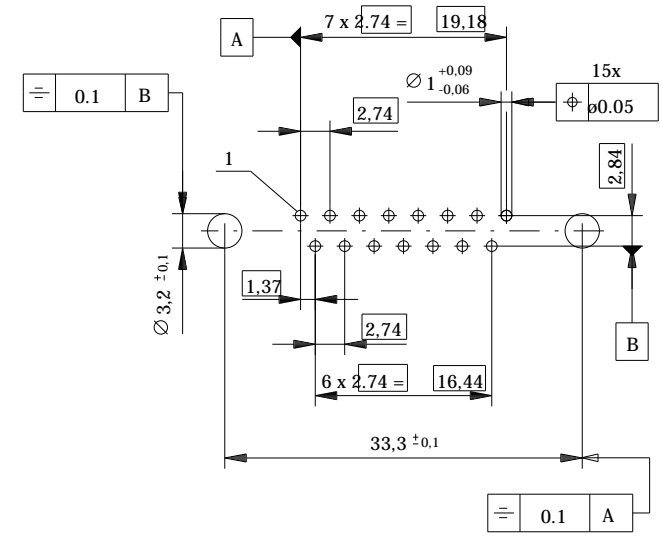 7 x 2.74 = 19,18
A
⌀ 1 +0,09 -0,06
15x
⌖ ø0.05
⌯ 0.1 B
2,74
1
2,84
1,37
⌀ 3,2 ±0,1
2,74
B
6 x 2.74 = 16,44
33,3 ±0,1
⌯ 0.1 A